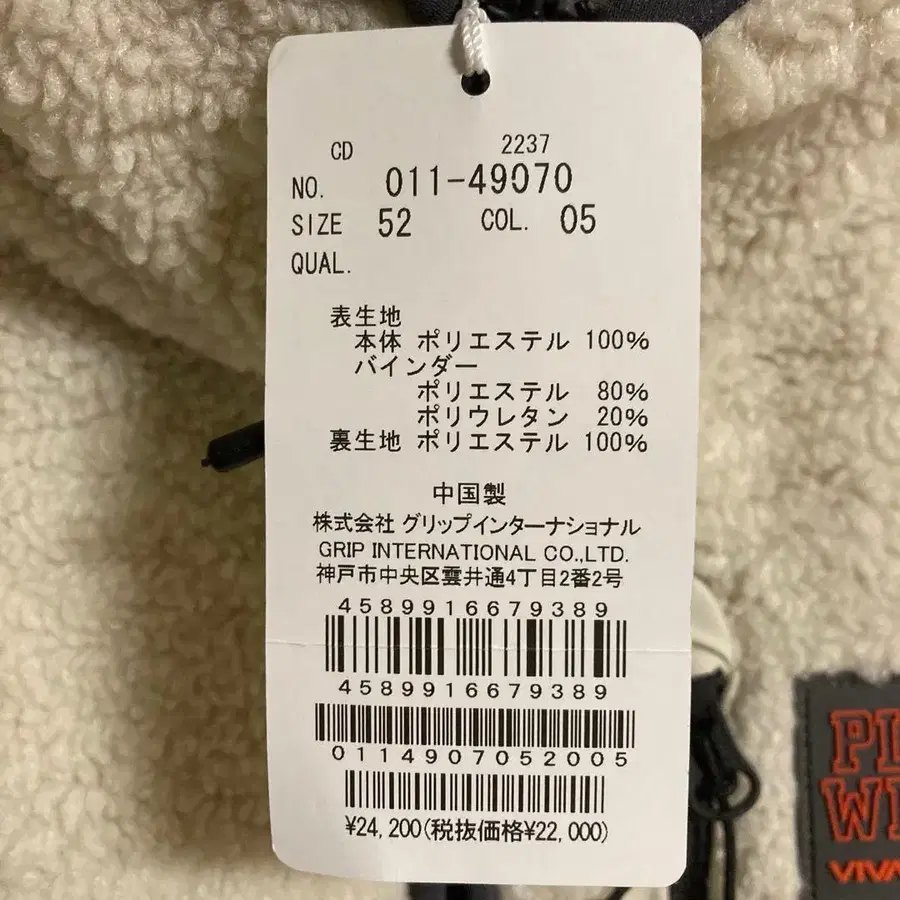 CD 2237
NO. 011-49070
SIZE 52 COL. 05
QUAL.
表生地
本体 ポリエステル 100%
バインダー
ポリエステル 80%
ポリウレタン 20%
裏生地 ポリエステル 100%
中国製
株式会社 グリップインターナショナル
GRIP INTERNATIONAL CO.,LTD.
神戸市中央区雲井通4丁目2番2号
4589916679389
4589916679389
0114907052005
¥24,200(税抜価格¥22,000)